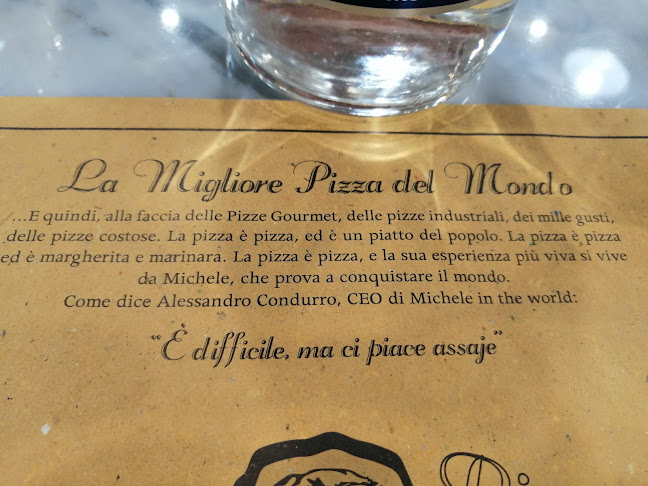 La Migliore Pizza del Mondo
...E quindi, alla faccia delle Pizze Gourmet, delle pizze industriali, dei mille gusti,
delle pizze costose. La pizza è pizza, ed è un piatto del popolo. La pizza è pizza
ed è margherita e marinara. La pizza è pizza, e la sua esperienza più viva si vive
da Michele, che prova a conquistare il mondo.
Come dice Alessandro Condurro, CEO di Michele in the world:
"È difficile, ma ci piace assaje"
Di